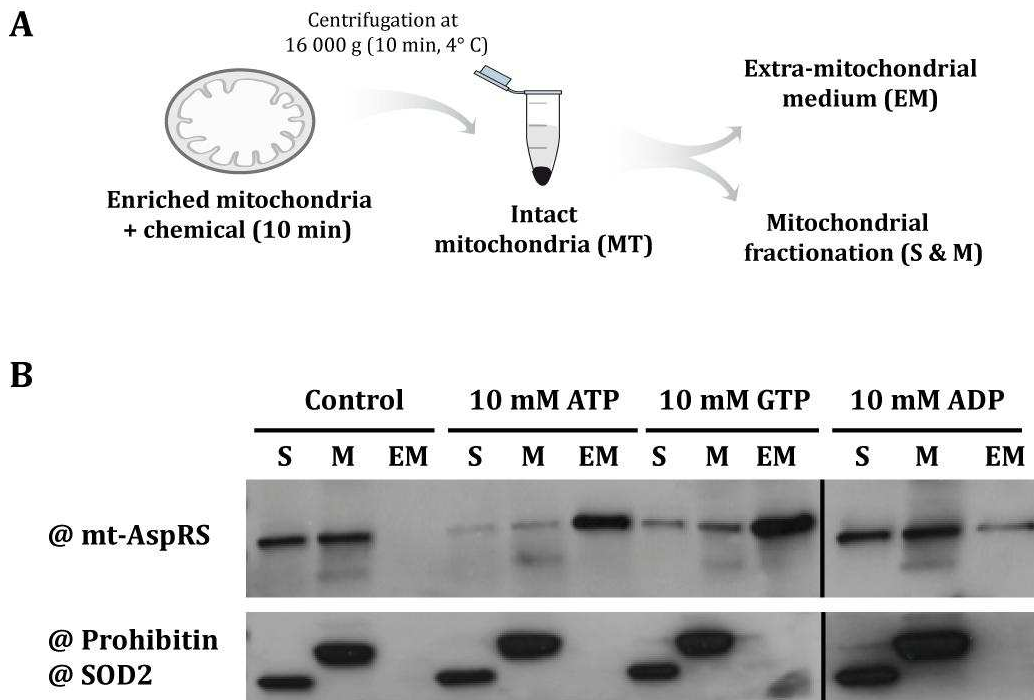 A
Centrifugation at
16 000 g (10 min, 4° C)
Enriched mitochondria
+ chemical (10 min)
Intact
mitochondria (MT)
Extra-mitochondrial
medium (EM)
Mitochondrial
fractionation (S & M)
B
Control 10 mM ATP 10 mM GTP 10 mM ADP
S M EM S M EM S M EM S M EM
@ mt-AspRS
@ Prohibitin
@ SOD2